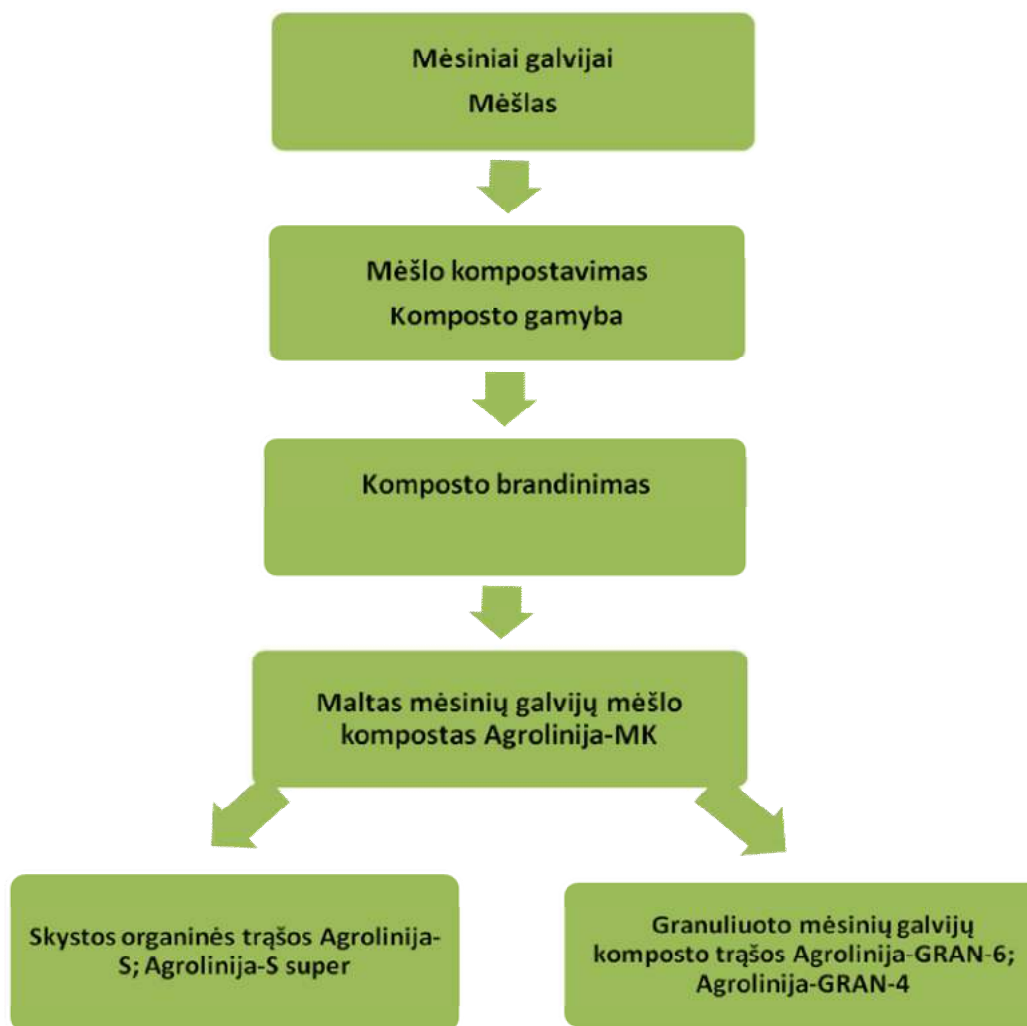 Mėsiniai galvijai
Mėšlas
Mėšlo kompostavimas
Komposto gamyba
Komposto brandinimas
Maltas mėsinių galvijų mėšlo
kompostas Agrolinija-MK
Skystos organinės trąšos Agrolinija-
S; Agrolinija-S super
Granuliuoto mėsinių galvijų
komposto trąšos Agrolinija-GRAN-6;
Agrolinija-GRAN-4